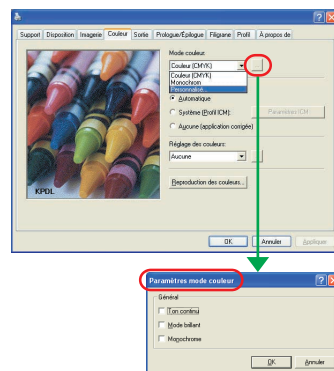 Support Disposition Imagerie Couleur Sortie Prologue/Épilogue Filigrane Profil À propos de
Mode couleur:
Couleur (CMYK)
Couleur (CMYK)
Monochrom
Personnalisé...
Automatique
Système (Profil ICM):
Paramètres ICM
Aucune (application corrigée)
Réglage des couleurs:
Aucune
Reproduction des couleurs...
KPDL
OK Annuler Appliquer
Paramètres mode couleur
Général
Ton continu
Mode brillant
Monochrome
OK Annuler